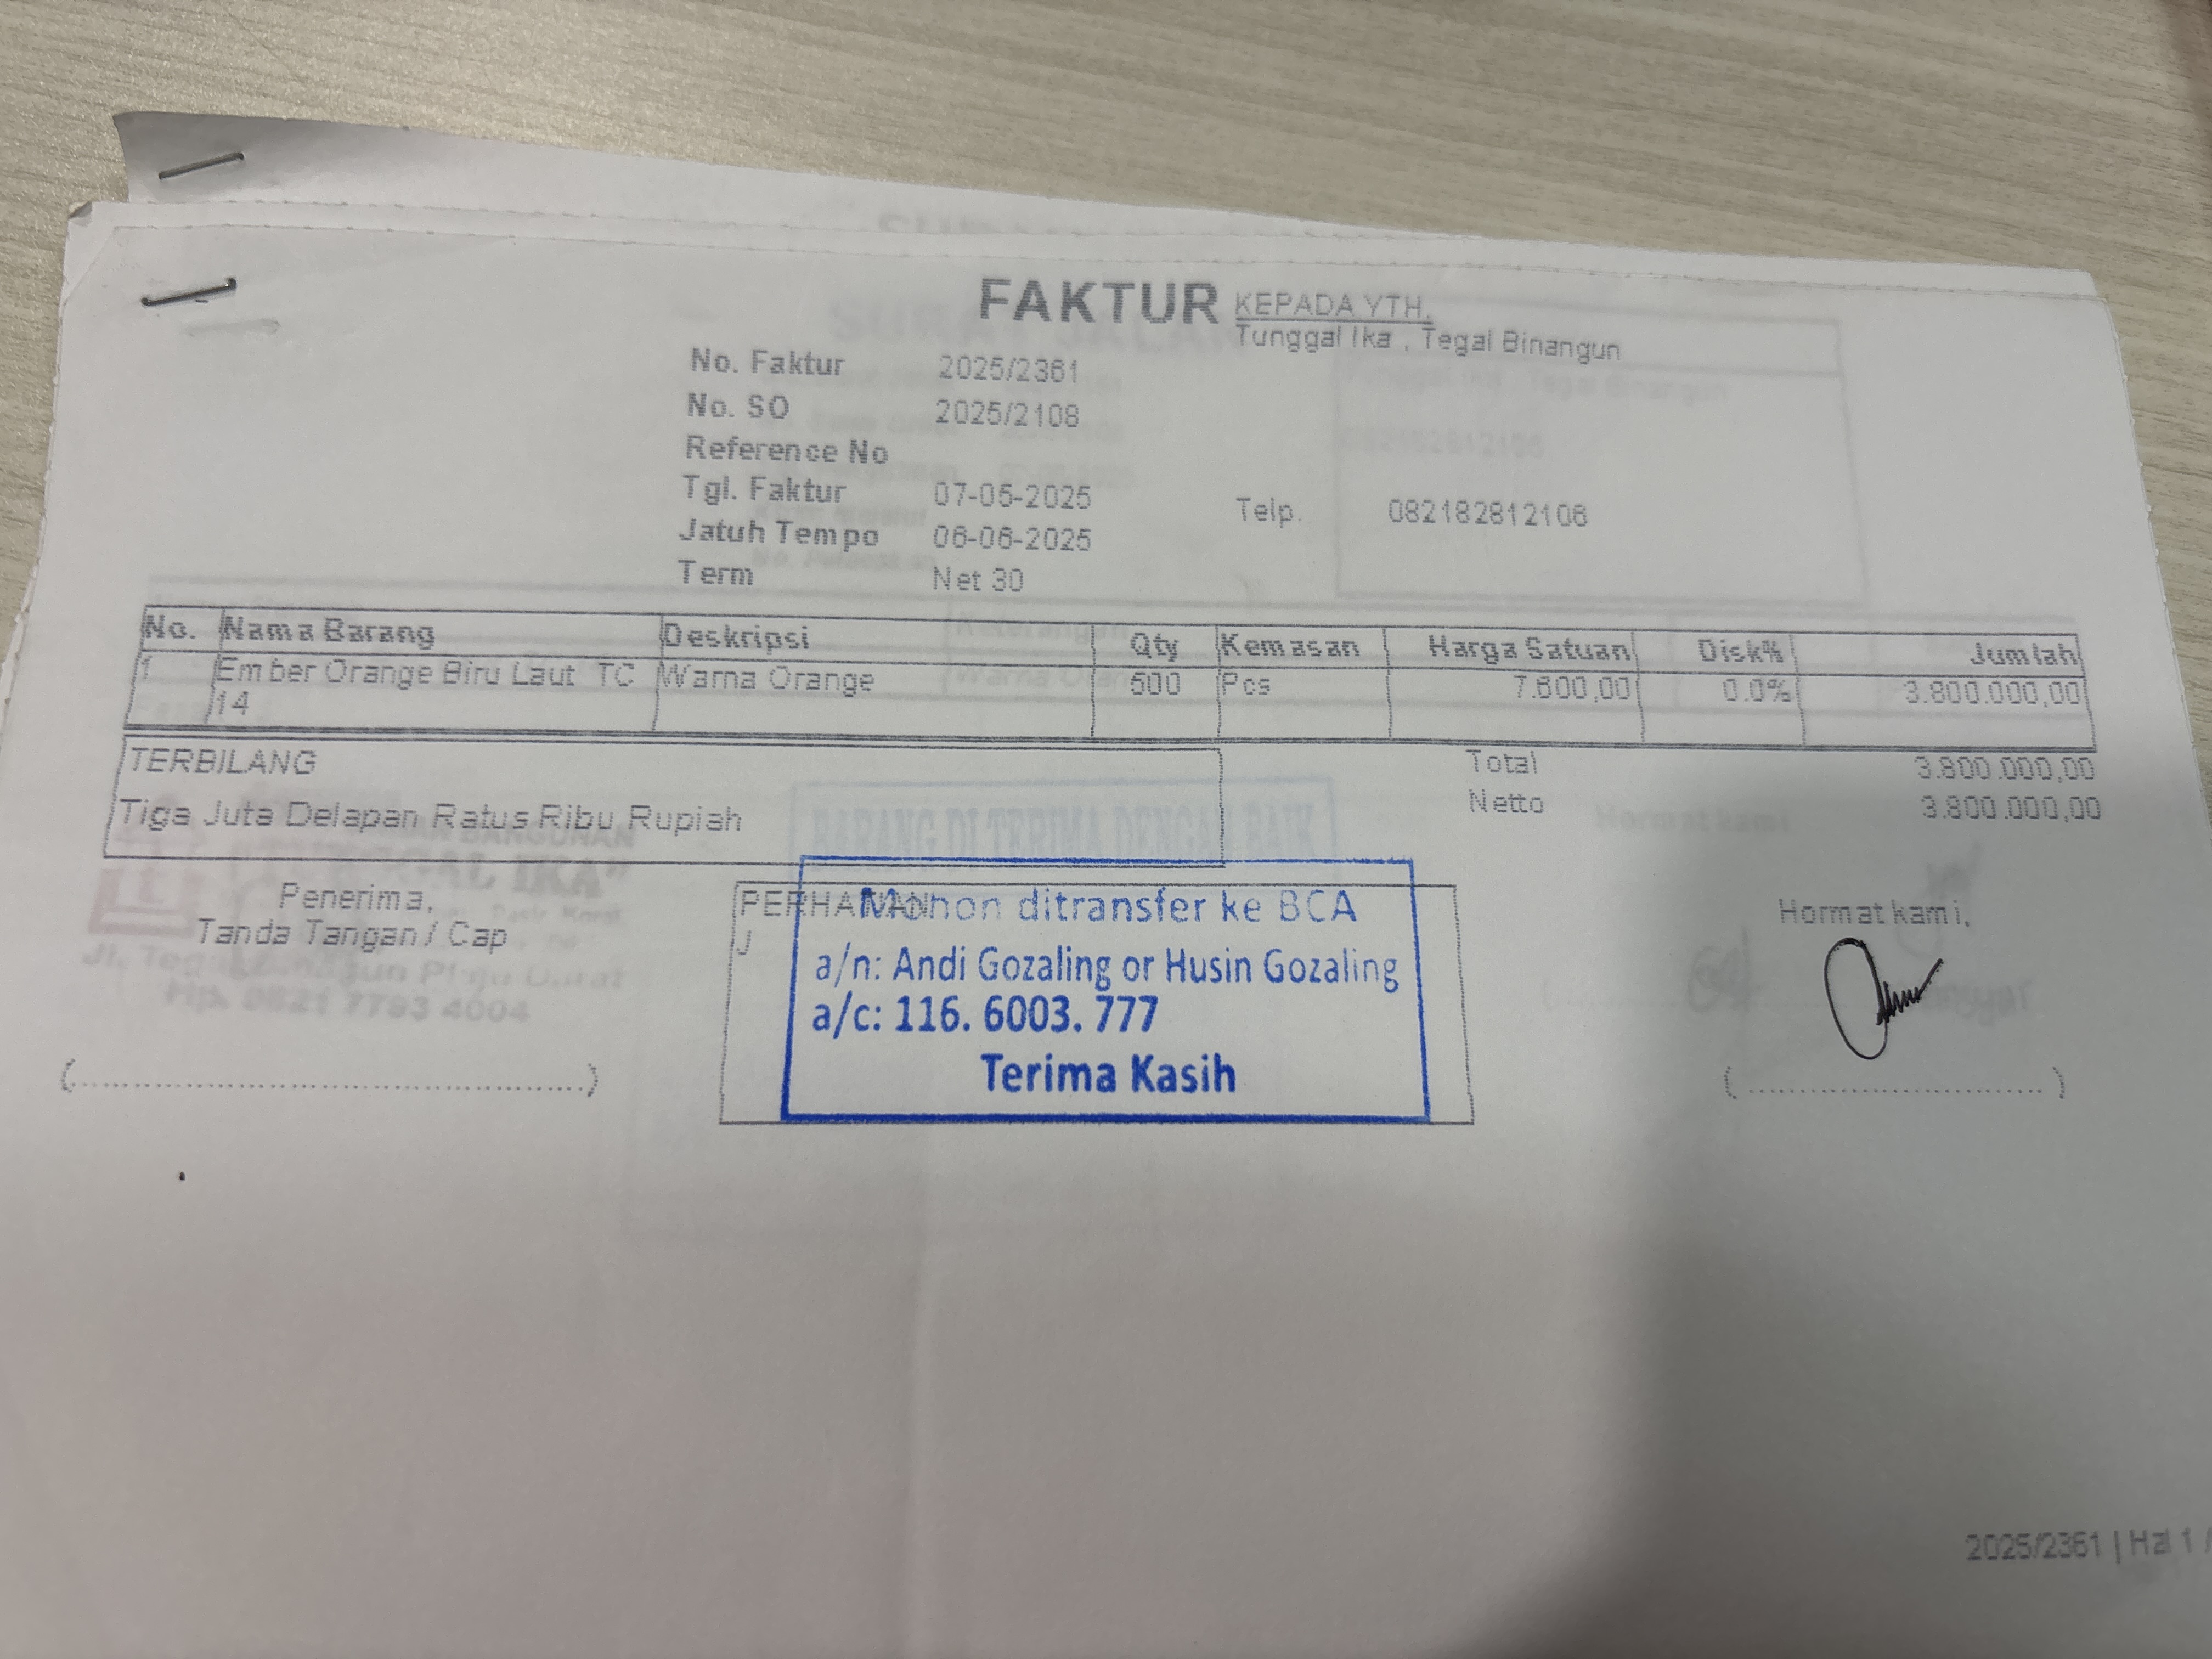 FAKTUR
KEPADA YTH.
Tunggal Ika , Tegal Binangun
No. Faktur 2025/2361
No. SO 2025/2108
Reference No
Tgl. Faktur 07-05-2025
Telp. 082182812106
Jatuh Tempo 06-06-2025
Term Net 30
No. Nama Barang Deskripsi Qty Kemasan Harga Satuan Disk% Jumlah
1 Ember Orange Biru Laut TC Warna Orange 500 Pcs 7.600,00 0.0% 3.800.000,00
14
TERBILANG
Total 3.800.000,00
Tiga Juta Delapan Ratus Ribu Rupiah
Netto 3.800.000,00
Penerima,
Tanda Tangan / Cap
Mohon ditransfer ke BCA
a/n: Andi Gozaling or Husin Gozaling
a/c: 116. 6003. 777
Terima Kasih
Hormat kami,
2025/2361 | Hal 1 /